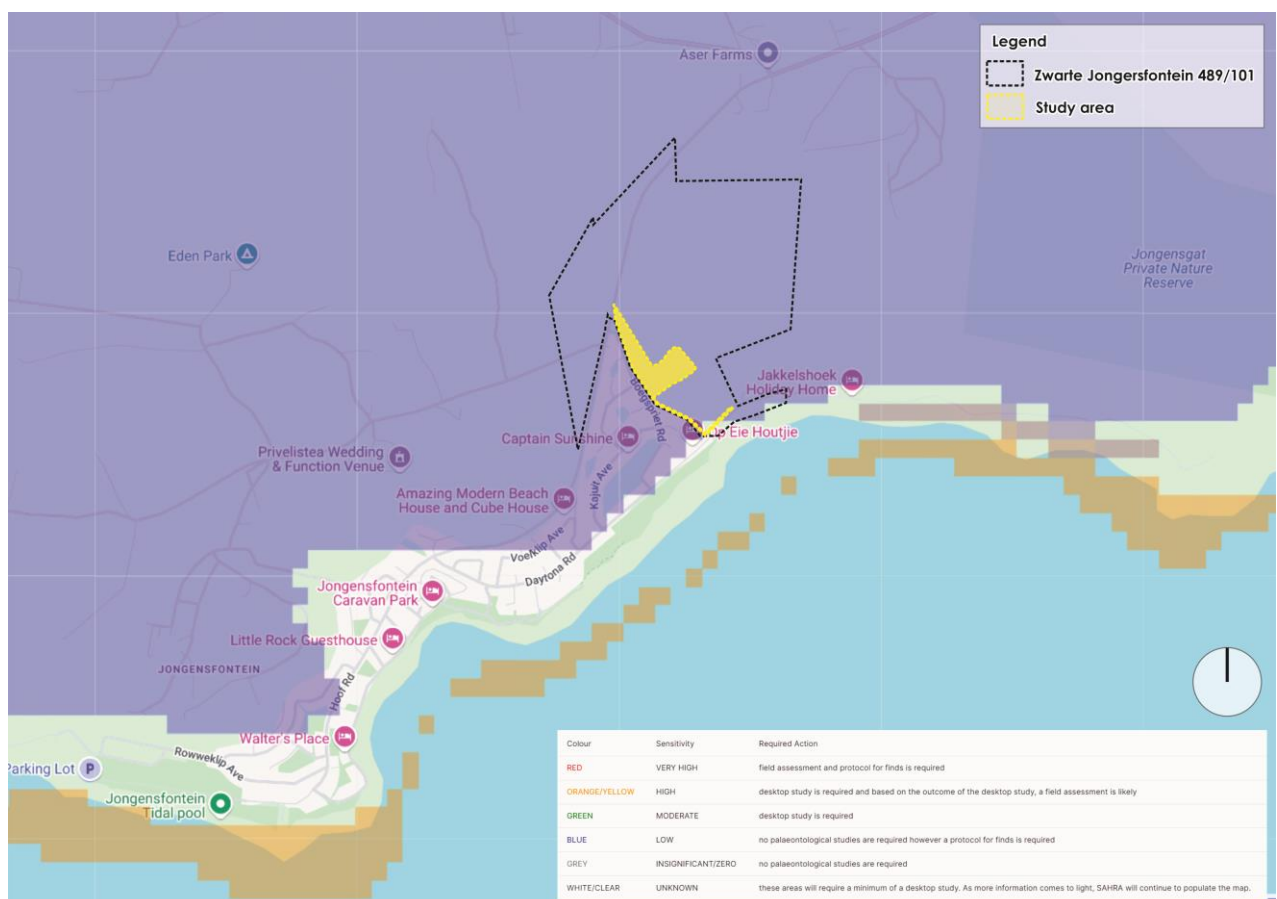 Legend
Zwarte Jongersfontein 489/101
Study area
Aser Farms
Eden Park
Jongensgat
Private Nature
Reserve
Jakkelshoek
Holiday Home
Boegspriet Rd
Captain Sunshine
Op Eie Houtjie
Privelistea Wedding
& Function Venue
Kajuit Ave
Amazing Modern Beach
House and Cube House
Voerklip Ave
Daytona Rd
Jongensfontein
Caravan Park
Little Rock Guesthouse
JONGENSFONTEIN
Hoof Rd
Walter's Place
Rowweklip Ave
Parking Lot P
Jongensfontein
Tidal pool
Colour Sensitivity Required Action
RED VERY HIGH field assessment and protocol for finds is required
ORANGE/YELLOW HIGH desktop study is required and based on the outcome of the desktop study, a field assessment is likely
GREEN MODERATE desktop study is required
BLUE LOW no palaeontological studies are required however a protocol for finds is required
GREY INSIGNIFICANT/ZERO no palaeontological studies are required
WHITE/CLEAR UNKNOWN these areas will require a minimum of a desktop study. As more information comes to light, SAHRA will continue to populate the map.